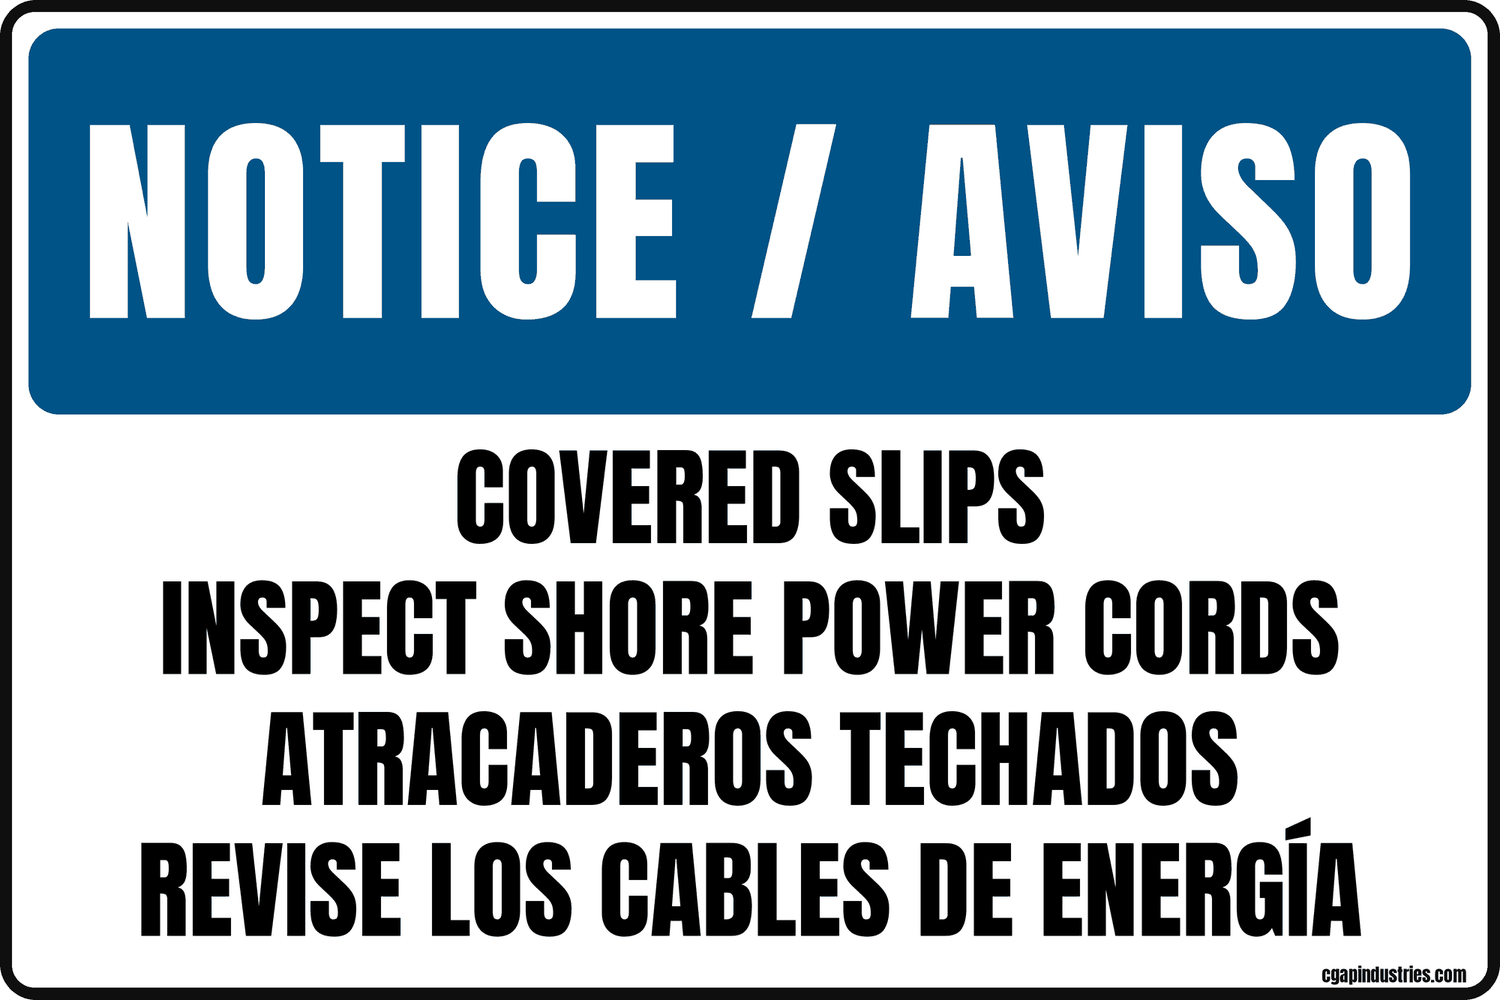 NOTICE / AVISO
COVERED SLIPS
INSPECT SHORE POWER CORDS
ATRACADEROS TECHADOS
REVISE LOS CABLES DE ENERGÍA
cgapindustries.com